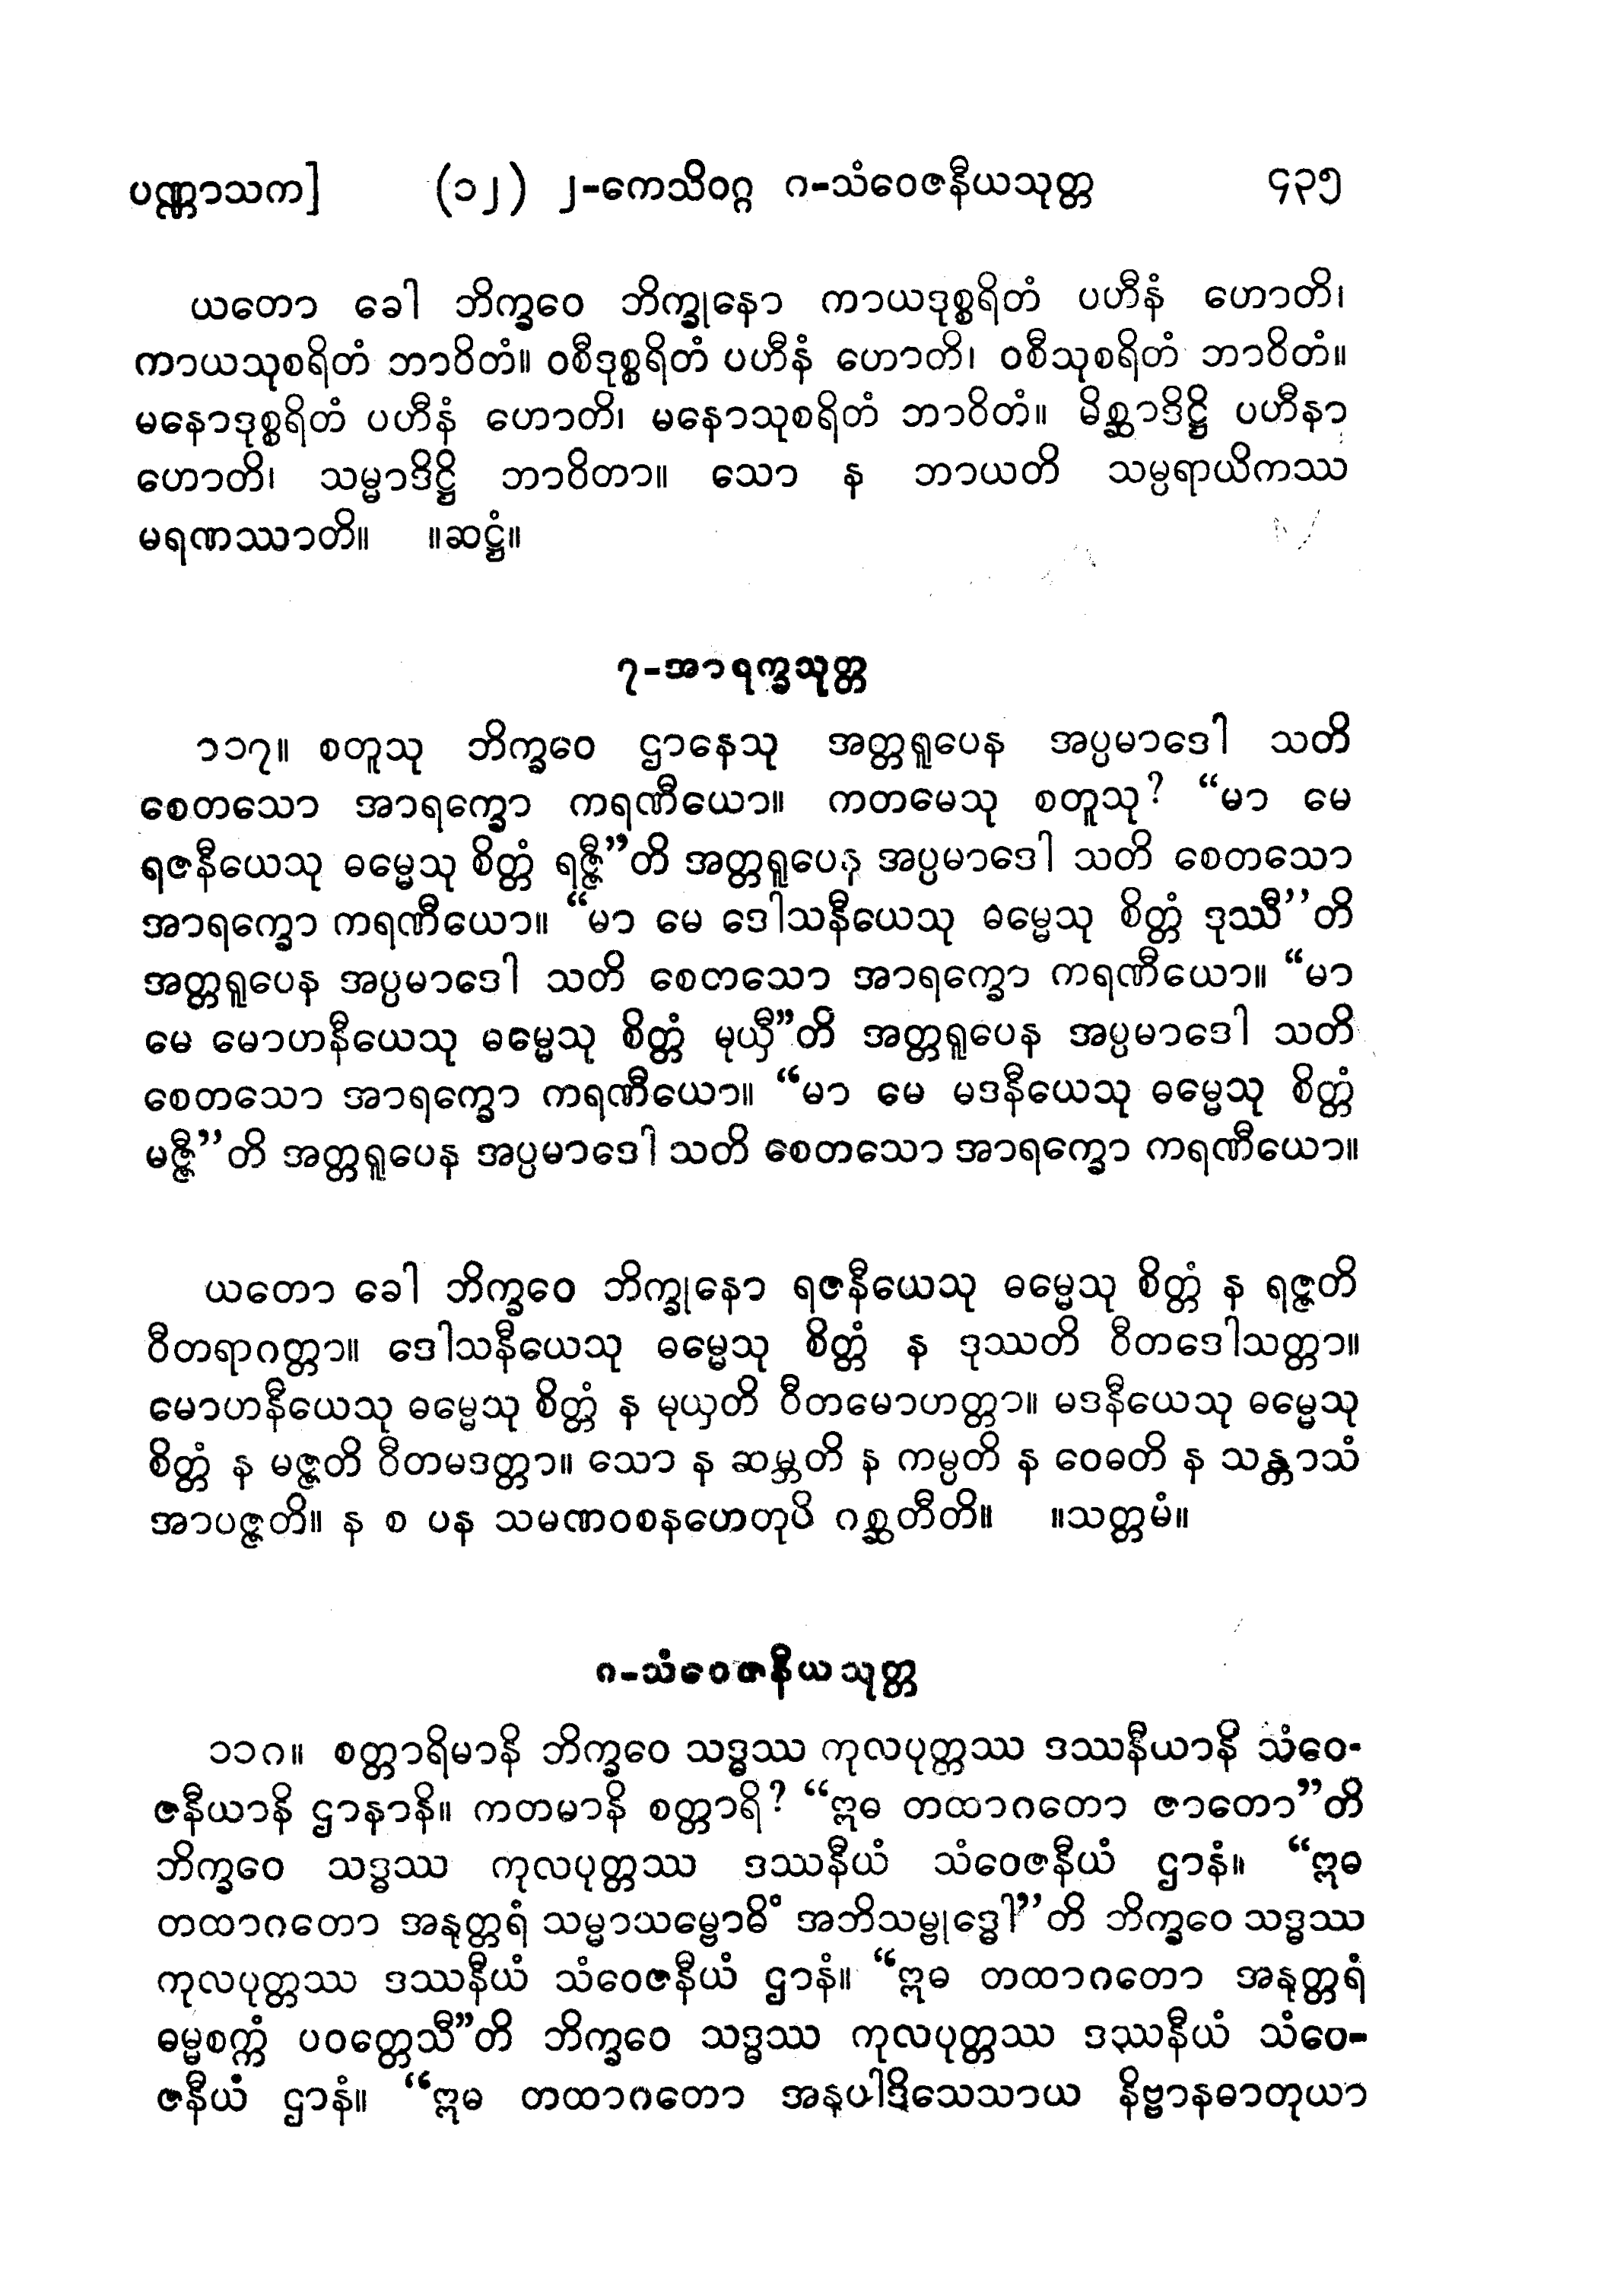 ပဏ္ဏာသက] (၁၂) ၂-ကေသိဝဂ္ဂ ဂ-သံဝေဇနီယသုတ္တ ၄၃၅
ယတော ခေါ ဘိက္ခဝေ ဘိက္ခုနော ကာယဒုစ္စရိတံ ပဟီနံ ဟောတိ၊
ကာယသုစရိတံ ဘာဝိတံ။ ဝစီဒုစ္စရိတံ ပဟီနံ ဟောတိ၊ ဝစီသုစရိတံ ဘာဝိတံ။
မနောဒုစ္စရိတံ ပဟီနံ ဟောတိ၊ မနောသုစရိတံ ဘာဝိတံ။ မိစ္ဆာဒိဋ္ဌိ ပဟီနာ
ဟောတိ၊ သမ္မာဒိဋ္ဌိ ဘာဝိတာ။ သော န ဘာယတိ သမ္ပရာယိကဿ
မရဏဿာတိ။ ။ဆဋ္ဌံ။
၇-အာရက္ခသုတ္တ
၁၁၇။ စတူသု ဘိက္ခဝေ ဌာနေသု အတ္တရူပေန အပ္ပမာဒေါ သတိ
စေတသော အာရက္ခော ကရဏီယော။ ကတမေသု စတူသု? “မာ မေ
ရဇနီယေသု ဓမ္မေသု စိတ္တံ ရဇ္ဇီ”တိ အတ္တရူပေန အပ္ပမာဒေါ သတိ စေတသော
အာရက္ခော ကရဏီယော။ “မာ မေ ဒေါသနီယေသု ဓမ္မေသု စိတ္တံ ဒုဿီ’’တိ
အတ္တရူပေန အပ္ပမာဒေါ သတိ စေတသော အာရက္ခော ကရဏီယော။ “မာ
မေ မောဟနီယေသု ဓမ္မေသု စိတ္တံ မုယှီ”တိ အတ္တရူပေန အပ္ပမာဒေါ သတိ
စေတသော အာရက္ခော ကရဏီယော။ “မာ မေ မဒနီယေသု ဓမ္မေသု စိတ္တံ
မဇ္ဇီ”တိ အတ္တရူပေန အပ္ပမာဒေါ သတိ စေတသော အာရက္ခော ကရဏီယော။
ယတော ခေါ ဘိက္ခဝေ ဘိက္ခုနော ရဇနီယေသု ဓမ္မေသု စိတ္တံ န ရဇ္ဇတိ
ဝီတရာဂတ္တာ။ ဒေါသနီယေသု ဓမ္မေသု စိတ္တံ န ဒုဿတိ ဝီတဒေါသတ္တာ။
မောဟနီယေသု ဓမ္မေသု စိတ္တံ န မုယှတိ ဝီတမောဟတ္တာ။ မဒနီယေသု ဓမ္မေသု
စိတ္တံ န မဇ္ဇတိ ဝီတမဒတ္တာ။ သော န ဆမ္ဘတိ န ကမ္ပတိ န ဝေဓတိ န သန္တာသံ
အာပဇ္ဇတိ။ န စ ပန သမဏဝစနဟေတုပိ ဂစ္ဆတီတိ။ ။သတ္တမံ။
ဂ-သံဝေဇနီယသုတ္တ
၁၁ဂ။ စတ္တာရိမာနိ ဘိက္ခဝေ သဒ္ဓဿ ကုလပုတ္တဿ ဒဿနီယာနိ သံဝေ-
ဇနီယာနိ ဌာနာနိ။ ကတမာနိ စတ္တာရိ? “ဣဓ တထာဂတော ဇာတော”တိ
ဘိက္ခဝေ သဒ္ဓဿ ကုလပုတ္တဿ ဒဿနီယံ သံဝေဇနီယံ ဌာနံ။ “ဣဓ
တထာဂတော အနုတ္တရံ သမ္မာသမ္ဗောဓိံ အဘိသမ္ဗုဒ္ဓေါ”တိ ဘိက္ခဝေ သဒ္ဓဿ
ကုလပုတ္တဿ ဒဿနီယံ သံဝေဇနီယံ ဌာနံ။ “ဣဓ တထာဂတော အနုတ္တရံ
ဓမ္မစက္ကံ ပဝတ္တေသီ”တိ ဘိက္ခဝေ သဒ္ဓဿ ကုလပုတ္တဿ ဒဿနီယံ သံဝေ-
ဇနီယံ ဌာနံ။ “ဣဓ တထာဂတော အနုပါဒိသေသာယ နိဗ္ဗာနဓာတုယာ